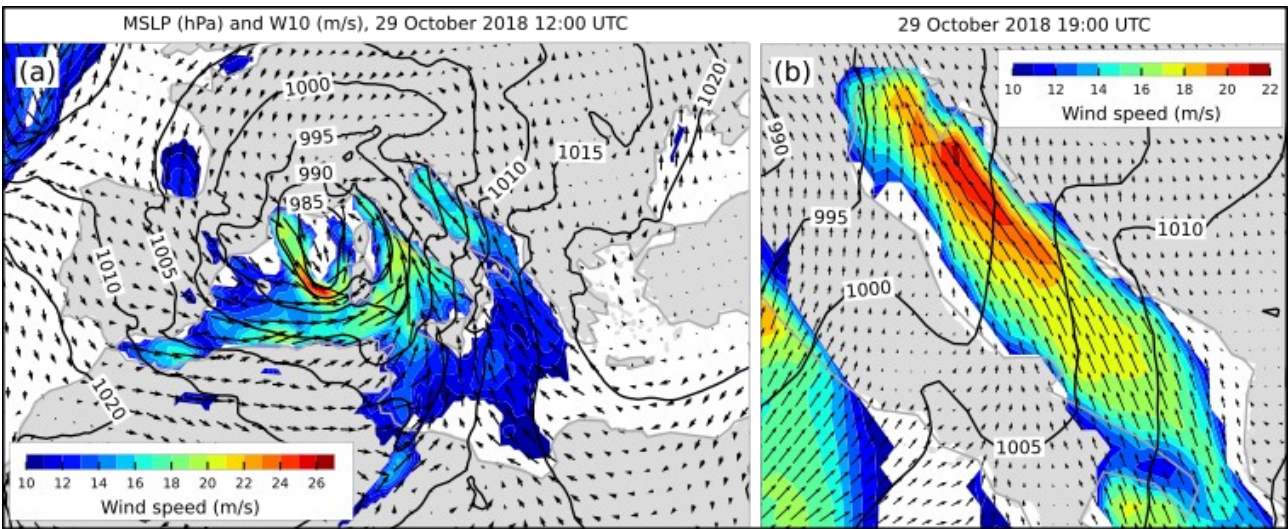 MSLP (hPa) and W10 (m/s), 29 October 2018 12:00 UTC
(a)
1000
995
990
985
1020
1015
1010
1005
1010
1020
10 12 14 16 18 20 22 24 26
Wind speed (m/s)
29 October 2018 19:00 UTC
(b)
10 12 14 16 18 20 22
Wind speed (m/s)
990
995
1000
1010
1005